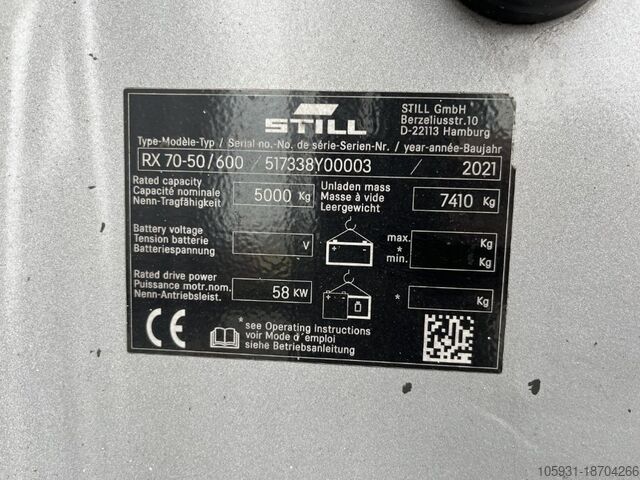 STILL
STILL GmbH
Berzeliusstr.10
D-22113 Hamburg
Type-Modèle-Typ / Serial no.-No. de série-Serien-Nr. / year-année-Baujahr
RX 70-50/600 / 517338Y00003 / 2021
Rated capacity
Capacité nominale
Nenn-Tragfähigkeit
5000 Kg
Unladen mass
Masse à vide
Leergewicht
7410 Kg
Battery voltage
Tension batterie
Batteriespannung
V
max. Kg
*
min. Kg
Rated drive power
Puissance motr.nom.
Nenn-Antriebsleist.
58 KW
* Kg
CE
* see Operating Instructions
voir Mode d´emploi
siehe Betriebsanleitung
105931-18704266